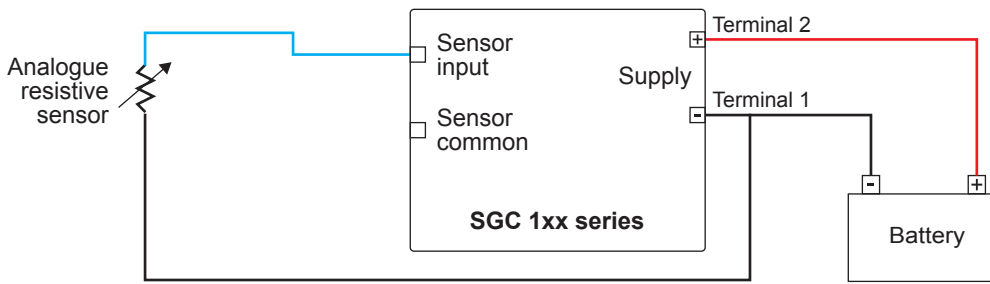 Analogue
resistive
sensor
Sensor
input
Sensor
common
Supply
+
-
Terminal 2
Terminal 1
SGC 1xx series
-
+
Battery